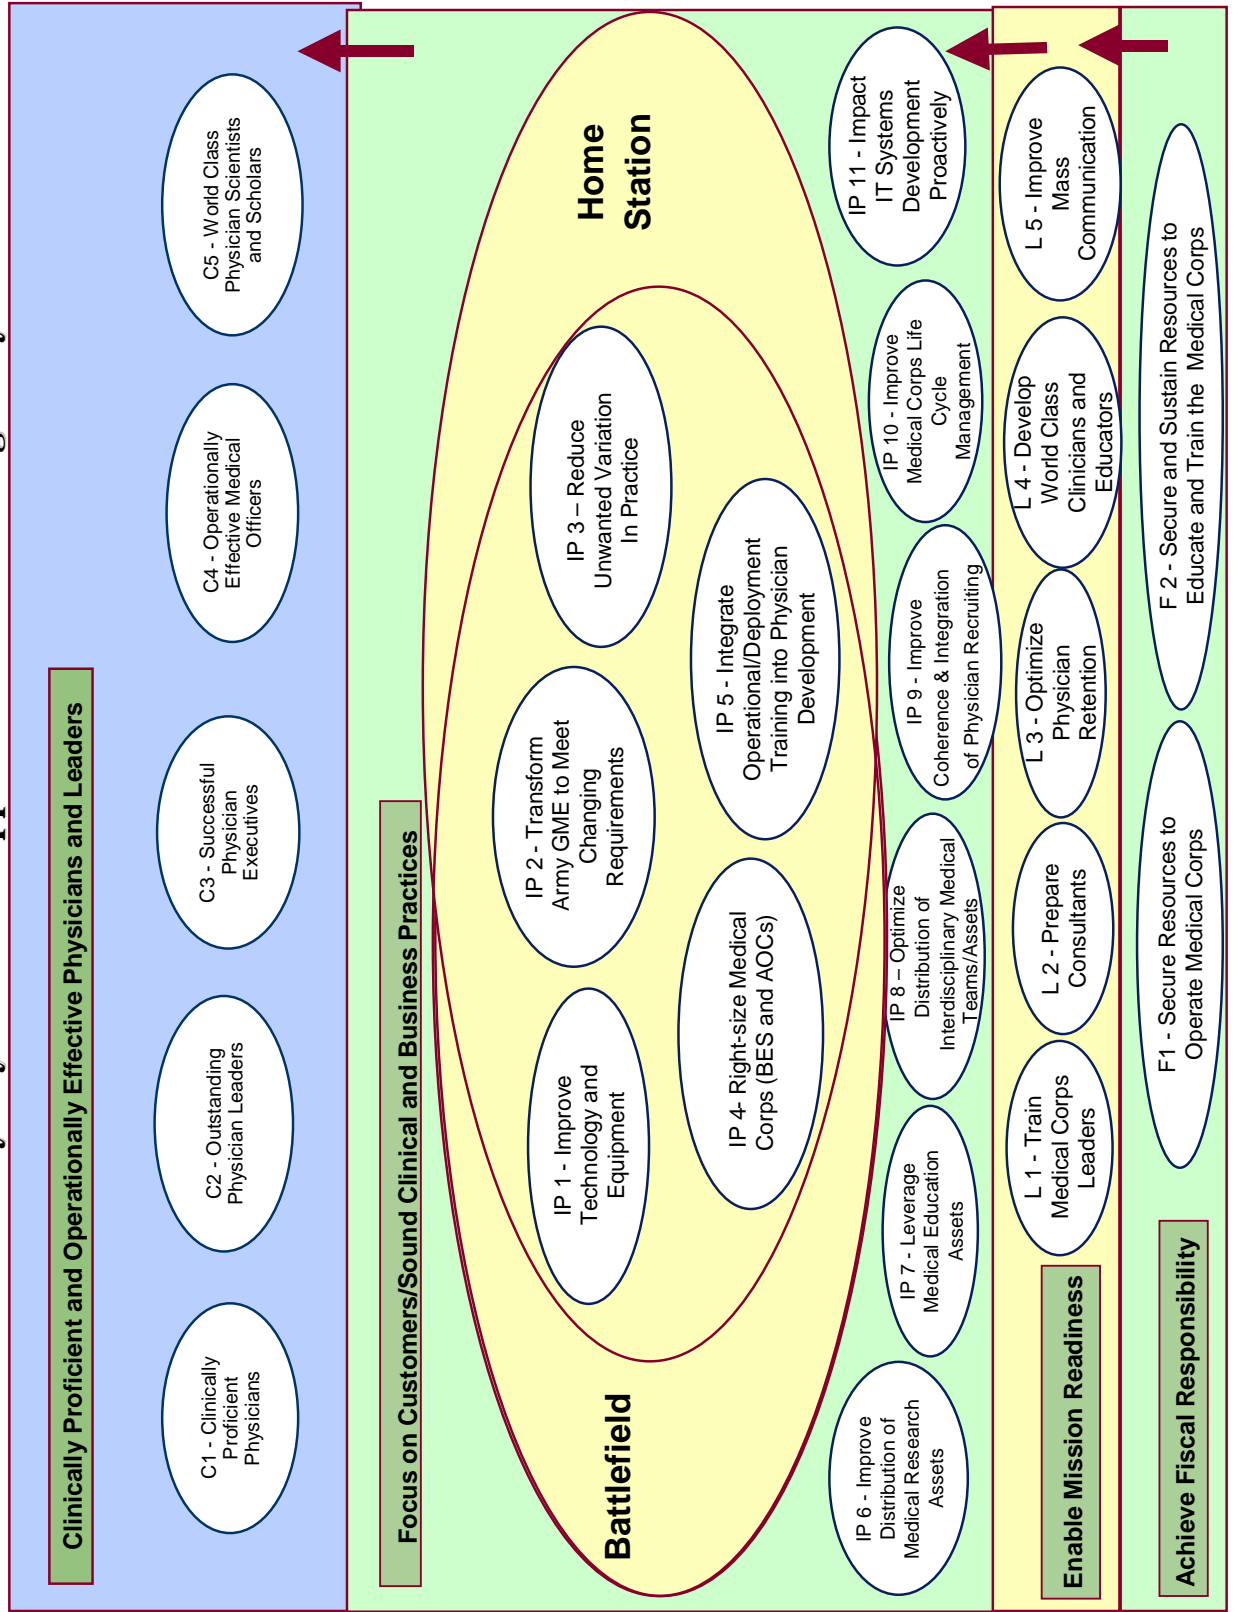 Clinically Proficient and Operationally Effective Physicians and Leaders
C1 - Clinically
Proficient
Physicians
C2 - Outstanding
Physician Leaders
C3 - Successful
Physician
Executives
C4 - Operationally
Effective Medical
Officers
C5 - World Class
Physician Scientists
and Scholars
Focus on Customers/Sound Clinical and Business Practices
Battlefield
Home
Station
IP 1 - Improve
Technology and
Equipment
IP 2 - Transform
Army GME to Meet
Changing
Requirements
IP 3 – Reduce
Unwanted Variation
In Practice
IP 4- Right-size Medical
Corps (BES and AOCs)
IP 5 - Integrate
Operational/Deployment
Training into Physician
Development
IP 6 - Improve
Distribution of
Medical Research
Assets
IP 7 - Leverage
Medical Education
Assets
IP 8 – Optimize
Distribution of
Interdisciplinary Medical
Teams/Assets
IP 9 - Improve
Coherence & Integration
of Physician Recruiting
IP 10 - Improve
Medical Corps Life
Cycle
Management
IP 11 - Impact
IT Systems
Development
Proactively
Enable Mission Readiness
L 1 - Train
Medical Corps
Leaders
L 2 - Prepare
Consultants
L 3 - Optimize
Physician
Retention
L 4 - Develop
World Class
Clinicians and
Educators
L 5 - Improve
Mass
Communication
Achieve Fiscal Responsibility
F1 - Secure Resources to
Operate Medical Corps
F 2 - Secure and Sustain Resources to
Educate and Train the Medical Corps